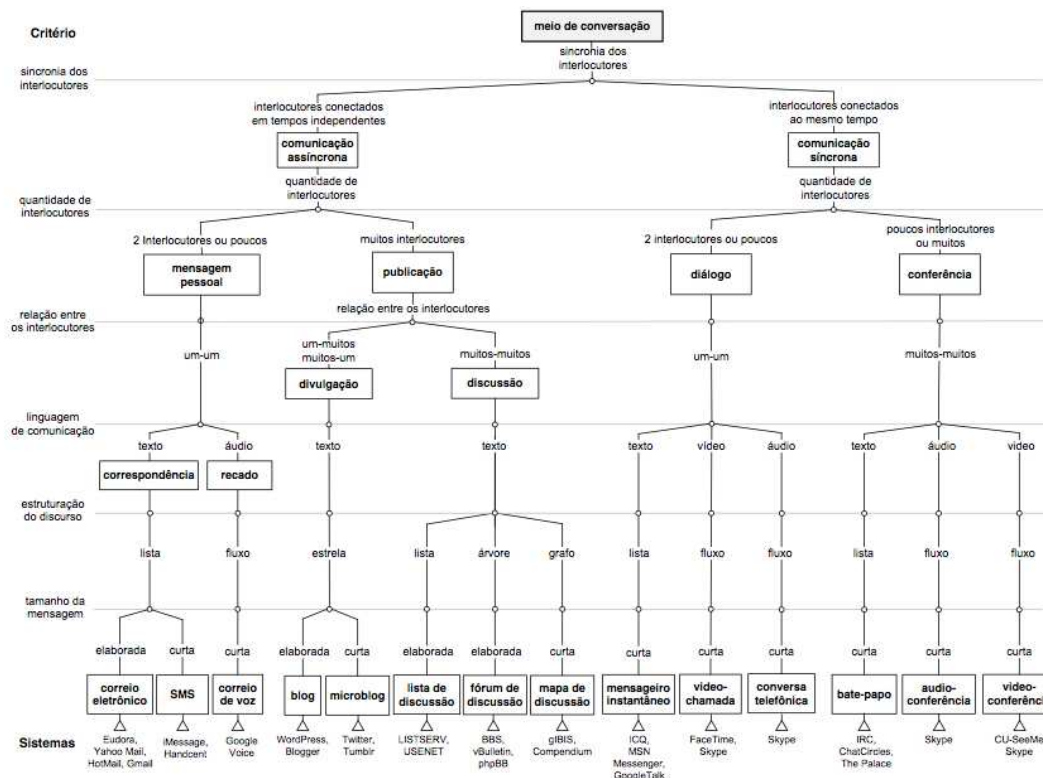 Critério
meio de conversação
sincronia dos
interlocutores
sincronia dos
interlocutores
interlocutores conectados
em tempos independentes
interlocutores conectados
ao mesmo tempo
comunicação
assíncrona
comunicação
síncrona
quantidade de
interlocutores
quantidade de
interlocutores
quantidade de
interlocutores
2 Interlocutores ou poucos
muitos interlocutores
2 interlocutores ou poucos
poucos interlocutores
ou muitos
mensagem
pessoal
publicação
diálogo
conferência
relação entre
os interlocutores
relação entre os interlocutores
um-um
um-muitos
muitos-um
muitos-muitos
um-um
muitos-muitos
divulgação
discussão
linguagem
de comunicação
texto
áudio
texto
texto
texto
vídeo
áudio
texto
áudio
video
correspondência
recado
estruturação
do discurso
lista
fluxo
estrela
lista
árvore
grafo
lista
fluxo
fluxo
lista
fluxo
fluxo
tamanho da
mensagem
elaborada
curta
curta
elaborada
curta
elaborada
elaborada
curta
curta
curta
curta
curta
curta
curta
correio
eletrônico
SMS
correio
de voz
blog
microblog
lista de
discussão
fórum de
discussão
mapa de
discussão
mensageiro
instantâneo
video-
chamada
conversa
telefônica
bate-papo
audio-
conferência
video-
conferência
Sistemas
Eudora,
Yahoo Mail,
HotMail, Gmail
iMessage,
Handcent
Google
Voice
WordPress,
Blogger
Twitter,
Tumblr
LISTSERV,
USENET
BBS,
vBulletin,
phpBB
gIBIS,
Compendium
ICQ,
MSN
Messenger,
GoogleTalk
FaceTime,
Skype
Skype
IRC,
ChatCircles,
The Palace
Skype
CU-SeeMe,
Skype